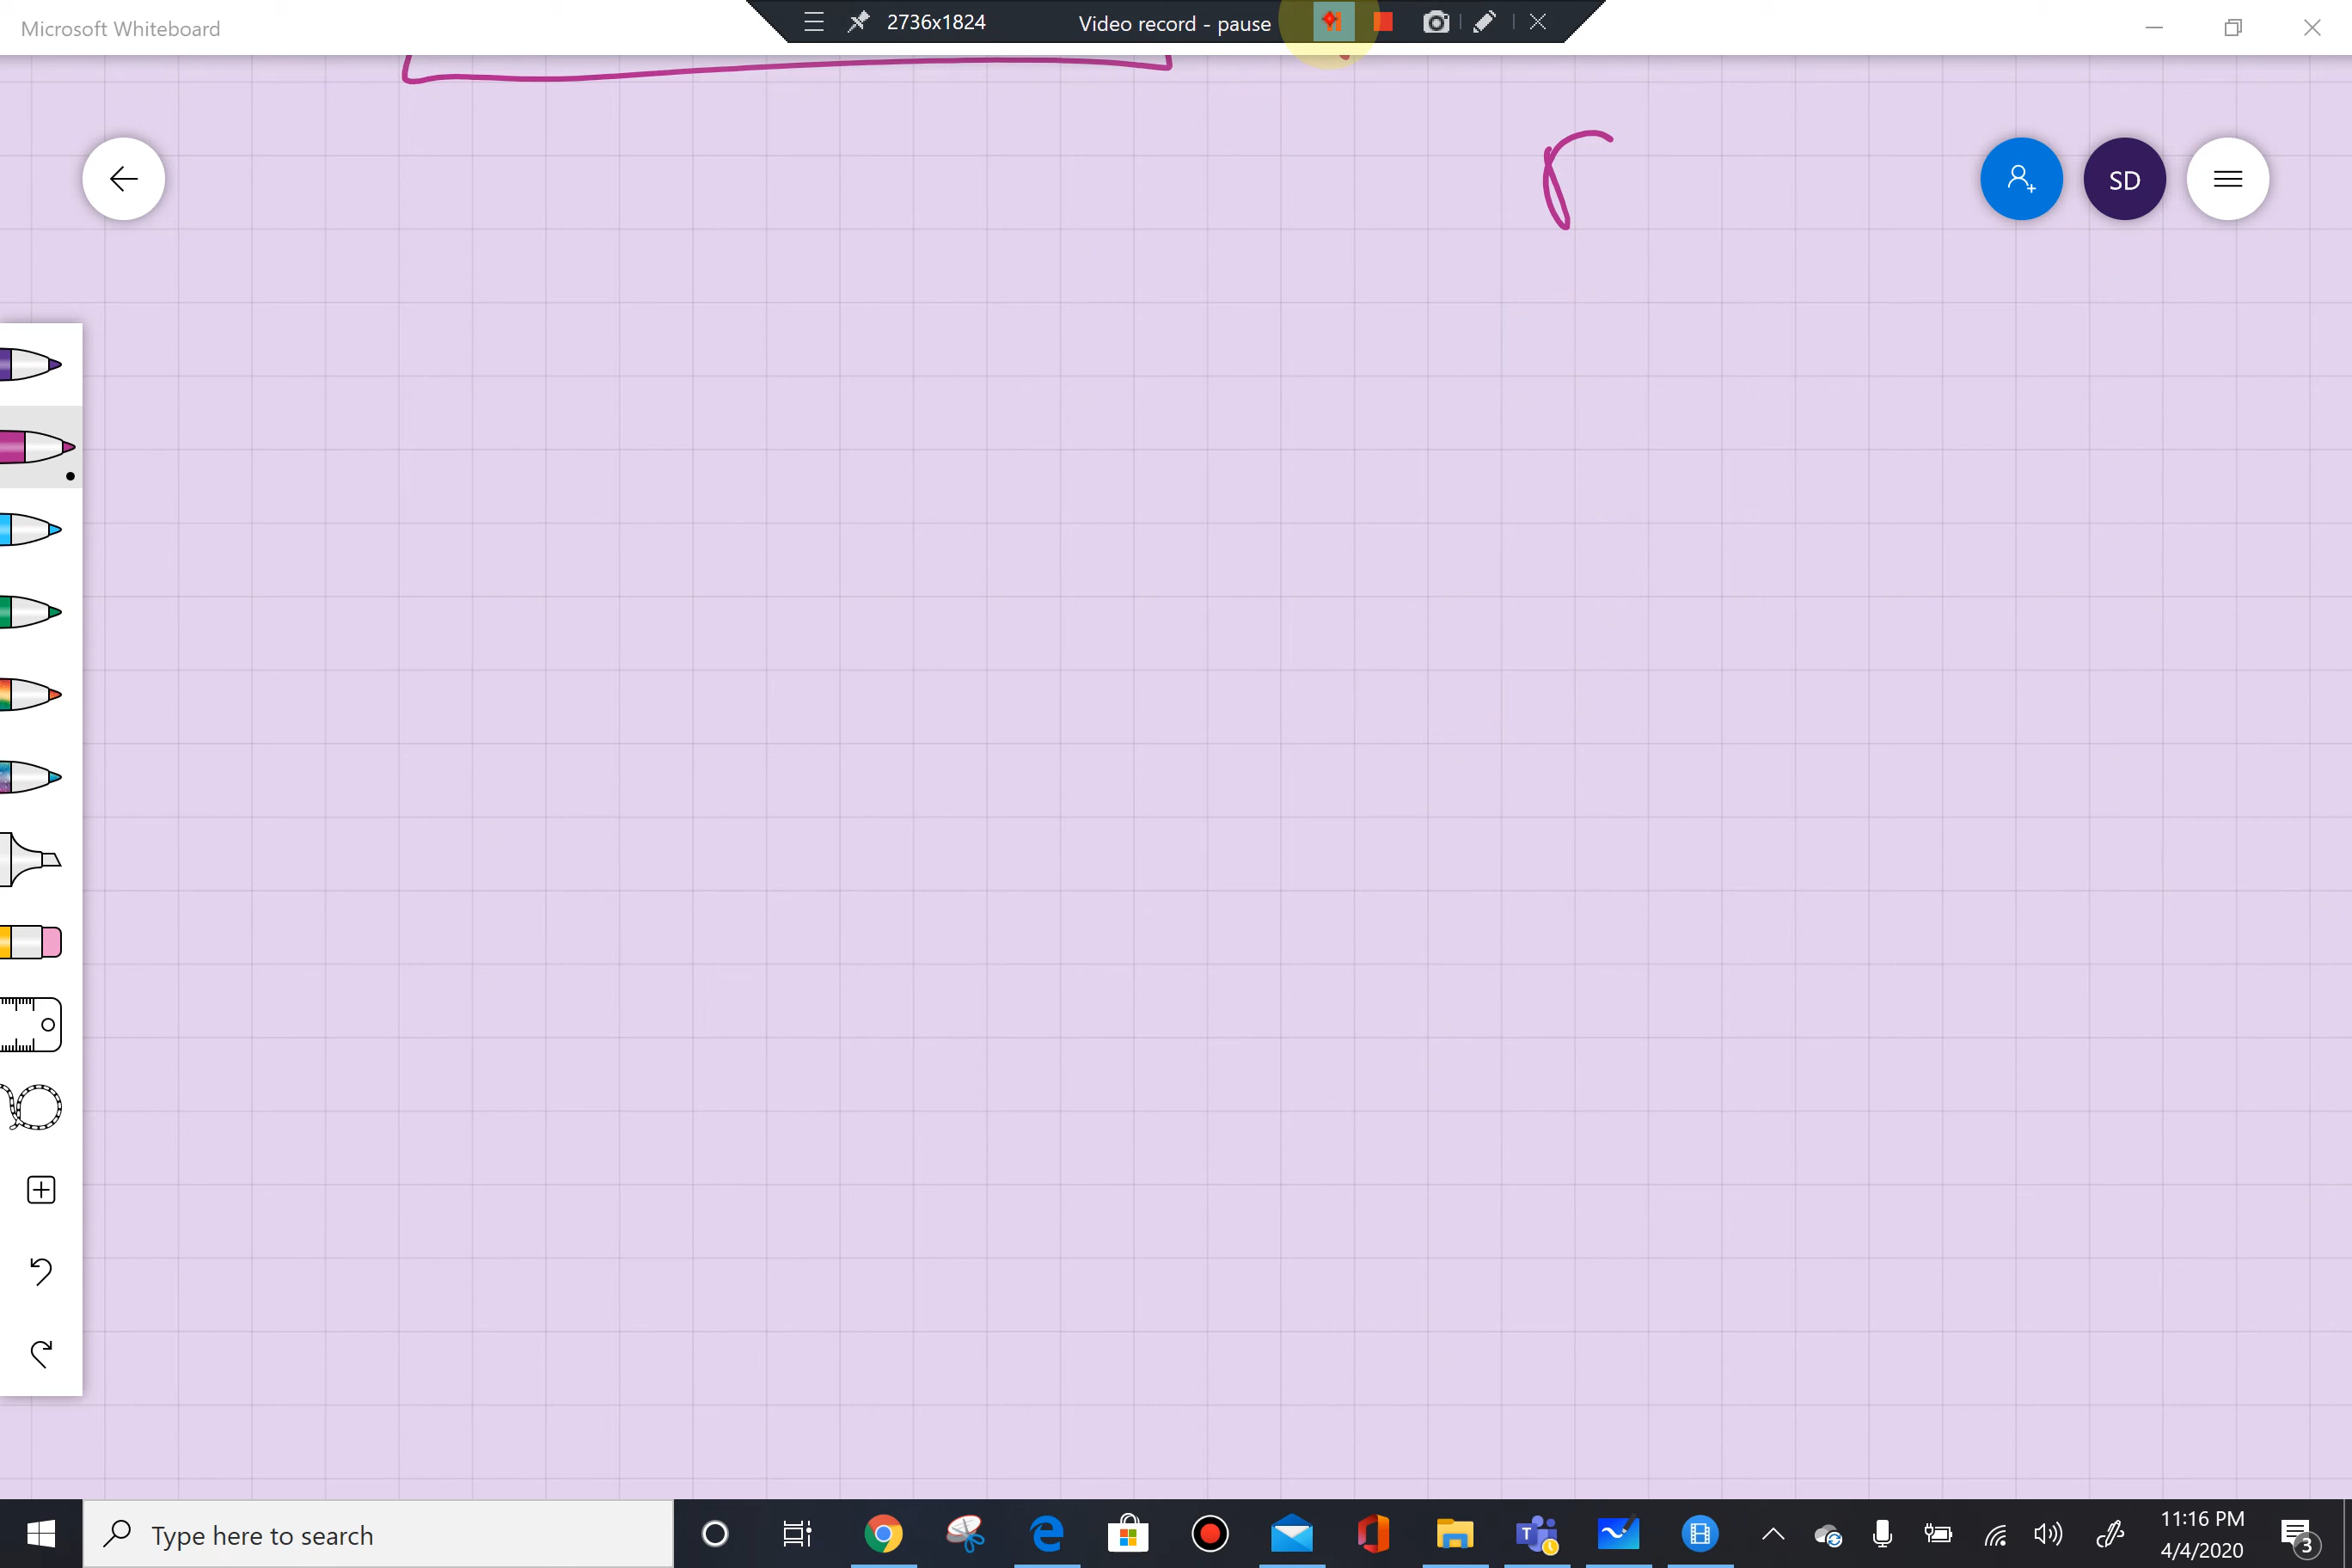 Microsoft Whiteboard
2736x1824 Video record - pause
r
SD
Type here to search
T
11:16 PM
4/4/2020
3